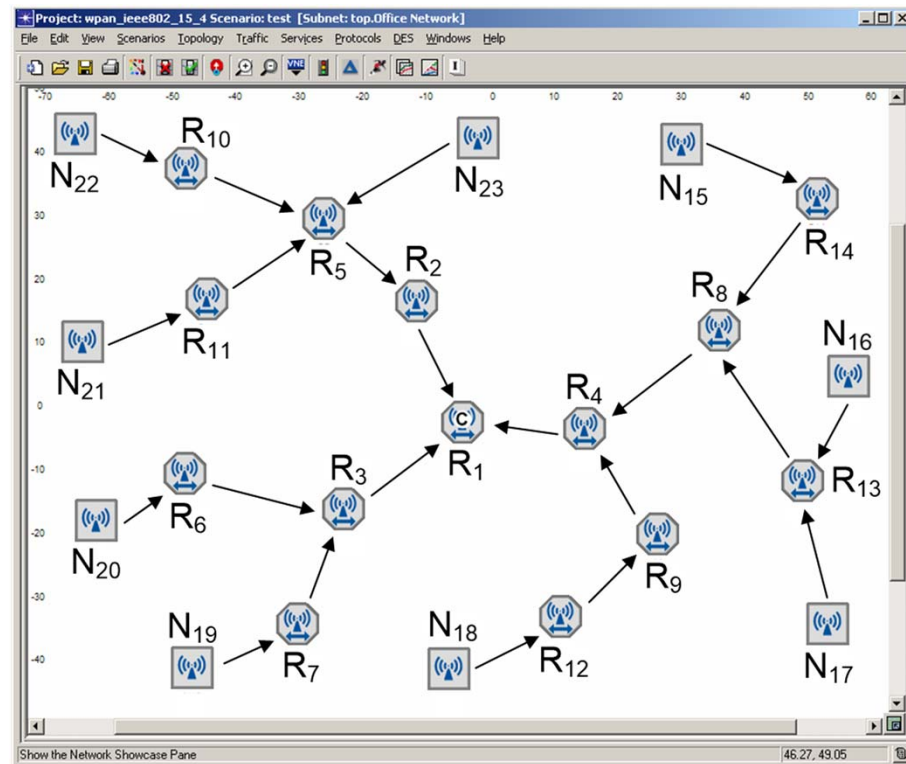 Project: wpan_ieee802_15_4 Scenario: test [Subnet: top.Office Network]
File Edit View Scenarios Topology Traffic Services Protocols DES Windows Help
-70 -60 -50 -40 -30 -20 -10 0 10 20 30 40 50 60
40
30
20
10
0
-10
-20
-30
-40
N22
R10
N23
N15
R14
R5
R2
R8
N16
N21
R11
R4
C
R1
R3
R13
N20
R6
R9
N19
R7
N18
R12
N17
Show the Network Showcase Pane
46.27, 49.05